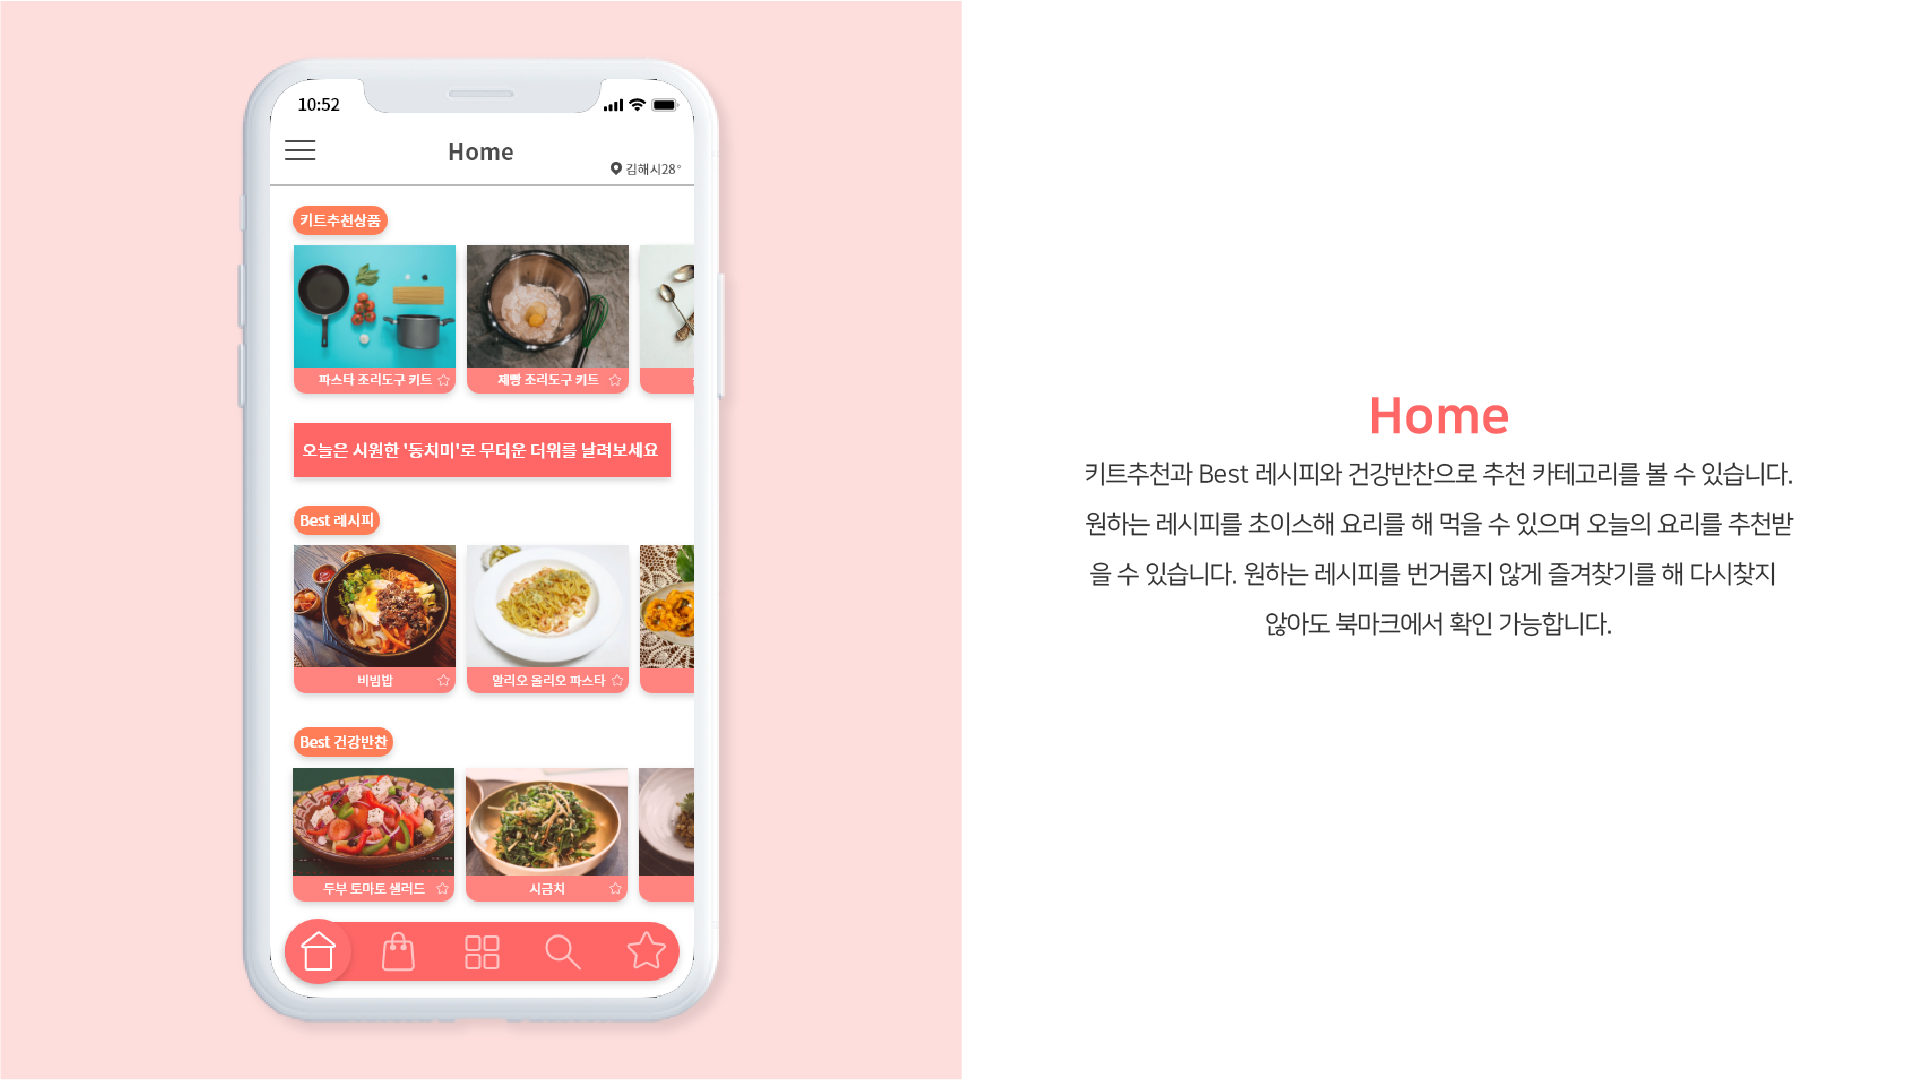 10:52
Home
김해시28°
키트추천상품
파스타 조리도구 키트
제빵 조리도구 키트
오늘은 시원한 '동치미'로 무더운 더위를 날려보세요
Best 레시피
비빔밥
알리오 올리오 파스타
Best 건강반찬
두부 토마토 샐러드
시금치
Home
키트추천과 Best 레시피와 건강반찬으로 추천 카테고리를 볼 수 있습니다.
원하는 레시피를 초이스해 요리를 해 먹을 수 있으며 오늘의 요리를 추천받
을 수 있습니다. 원하는 레시피를 번거롭지 않게 즐겨찾기를 해 다시찾지
않아도 북마크에서 확인 가능합니다.